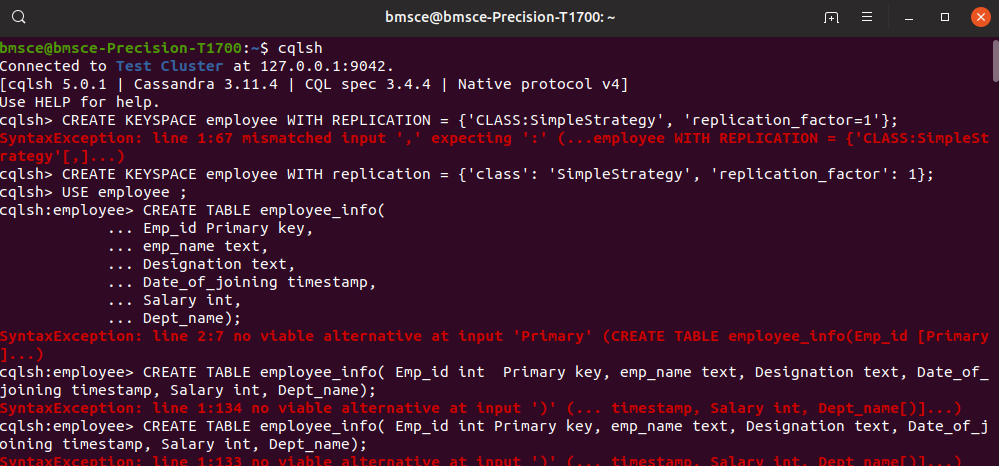 bmsce@bmsce-Precision-T1700: ~
bmsce@bmsce-Precision-T1700:~$ cqlsh
Connected to Test Cluster at 127.0.0.1:9042.
[cqlsh 5.0.1 | Cassandra 3.11.4 | CQL spec 3.4.4 | Native protocol v4]
Use HELP for help.
cqlsh> CREATE KEYSPACE employee WITH REPLICATION = {'CLASS:SimpleStrategy', 'replication_factor=1'};
SyntaxException: line 1:67 mismatched input ',' expecting ':' (...employee WITH REPLICATION = {'CLASS:SimpleSt
rategy'[,]...)
cqlsh> CREATE KEYSPACE employee WITH replication = {'class': 'SimpleStrategy', 'replication_factor': 1};
cqlsh> USE employee ;
cqlsh:employee> CREATE TABLE employee_info(
            ... Emp_id Primary key,
            ... emp_name text,
            ... Designation text,
            ... Date_of_joining timestamp,
            ... Salary int,
            ... Dept_name);
SyntaxException: line 2:7 no viable alternative at input 'Primary' (CREATE TABLE employee_info(Emp_id [Primary
]...)
cqlsh:employee> CREATE TABLE employee_info( Emp_id int  Primary key, emp_name text, Designation text, Date_of_
joining timestamp, Salary int, Dept_name);
SyntaxException: line 1:134 no viable alternative at input ')' (... timestamp, Salary int, Dept_name[)]...)
cqlsh:employee> CREATE TABLE employee_info( Emp_id int Primary key, emp_name text, Designation text, Date_of_j
oining timestamp, Salary int, Dept_name);
SyntaxException: line 1:133 no viable alternative at input ')' (... timestamp, Salary int, Dept_name[)]...)